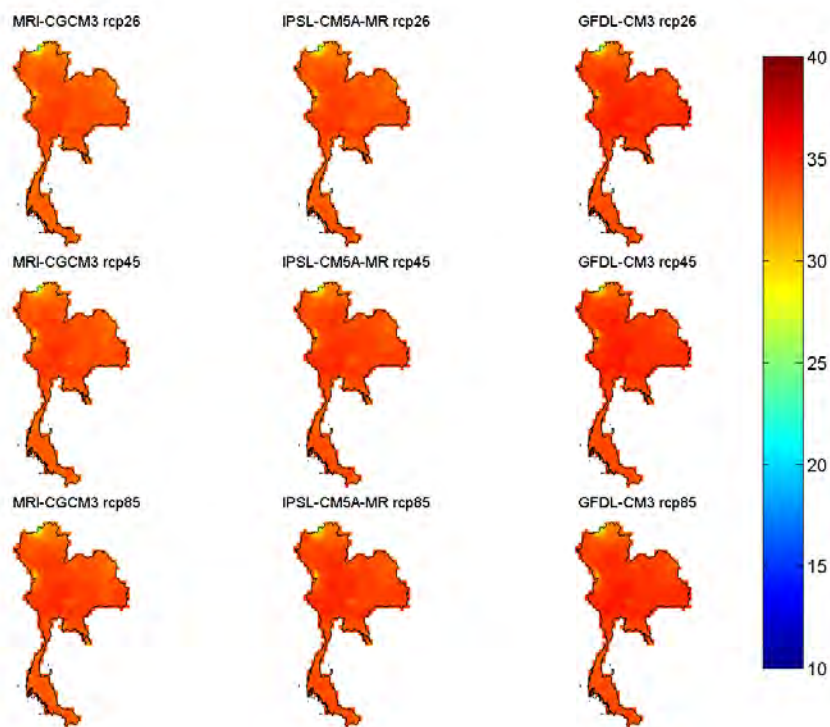 MRI-CGCM3 rcp26
IPSL-CM5A-MR rcp26
GFDL-CM3 rcp26
MRI-CGCM3 rcp45
IPSL-CM5A-MR rcp45
GFDL-CM3 rcp45
MRI-CGCM3 rcp85
IPSL-CM5A-MR rcp85
GFDL-CM3 rcp85
40
35
30
25
20
15
10